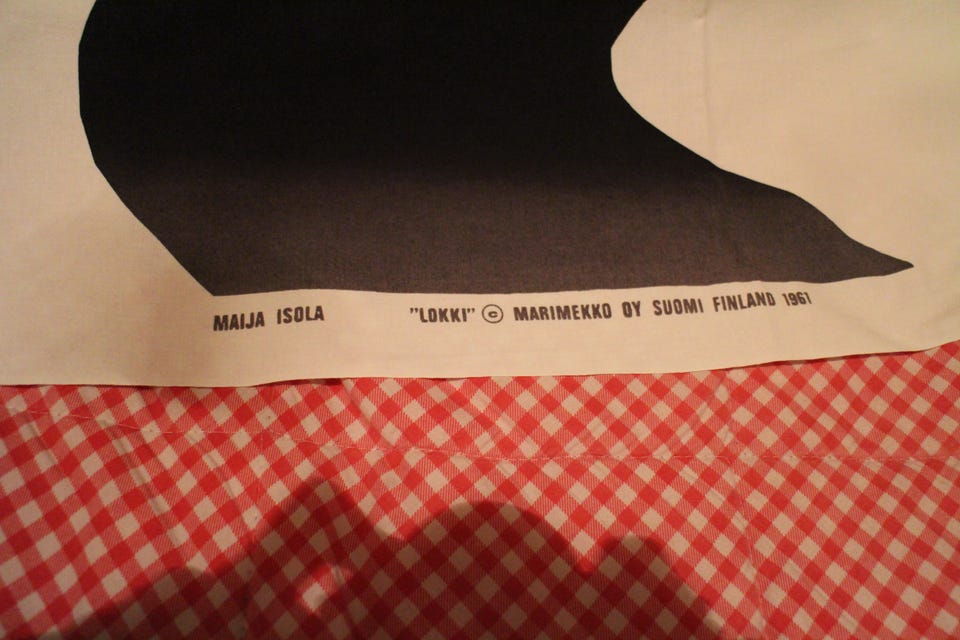 MAIJA ISOLA "LOKKI" © MARIMEKKO OY SUOMI FINLAND 1961